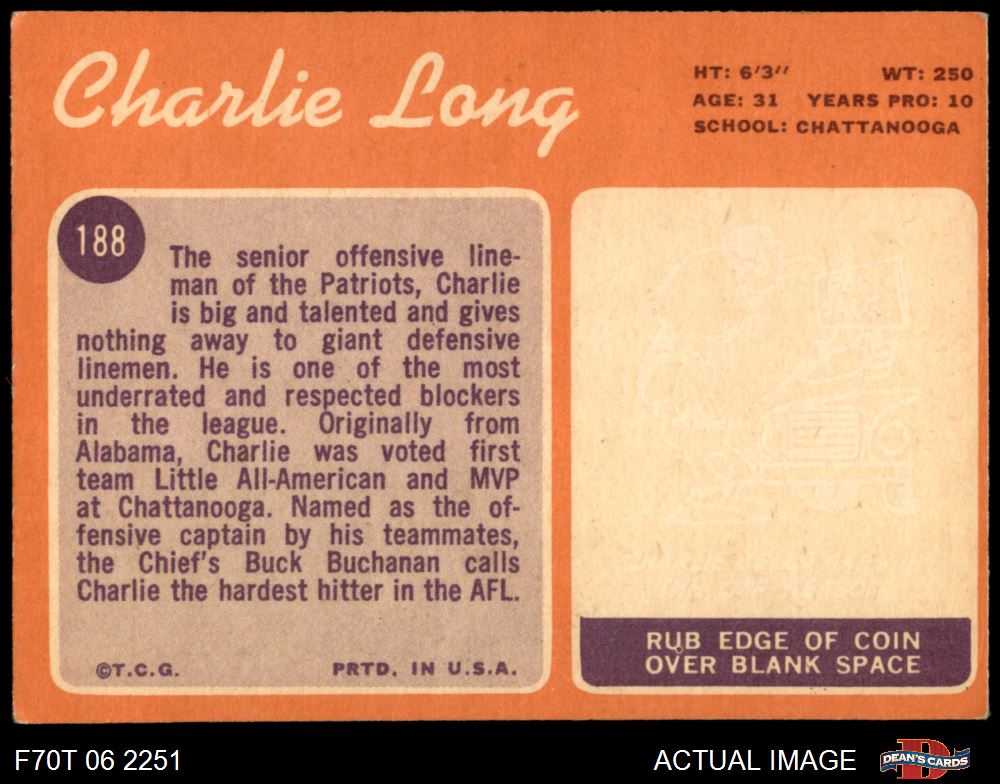 Charlie Long
HT: 6'3" WT: 250
AGE: 31 YEARS PRO: 10
SCHOOL: CHATTANOOGA
188
The senior offensive line-
man of the Patriots, Charlie
is big and talented and gives
nothing away to giant defensive
linemen. He is one of the most
underrated and respected blockers
in the league. Originally from
Alabama, Charlie was voted first
team Little All-American and MVP
at Chattanooga. Named as the of-
fensive captain by his teammates,
the Chief's Buck Buchanan calls
Charlie the hardest hitter in the AFL.
©T.C.G. PRTD. IN U.S.A.
RUB EDGE OF COIN
OVER BLANK SPACE
F70T 06 2251
ACTUAL IMAGE
DEAN'S CARDS